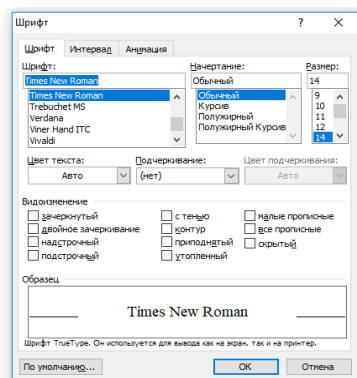 Шрифт ? X
Шрифт Интервал Анимация
Шрифт: Начертание: Размер:
Times New Roman Обычный 14
Times New Roman Обычный 9
Trebuchet MS Курсив 10
Verdana Полужирный 11
Viner Hand ITC Полужирный Курсив 12
Vivaldi 14
Цвет текста: Подчеркивание: Цвет подчеркивания:
Авто (нет) Авто
Видоизменение
зачеркнутый с тенью малые прописные
двойное зачеркивание контур все прописные
надстрочный приподнятый скрытый
подстрочный утопленный
Образец
Times New Roman
Шрифт TrueType. Он используется для вывода как на экран, так и на принтер.
По умолчанию... ОК Отмена